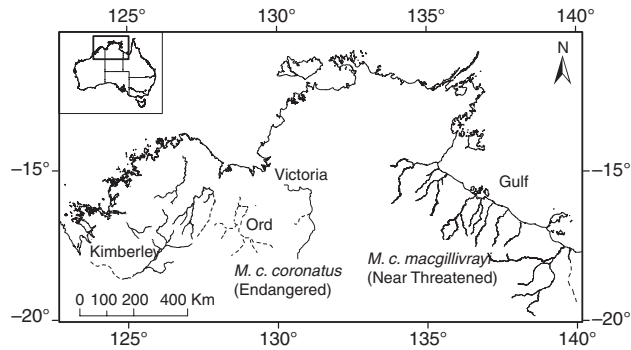 125° 130° 135° 140°
N
–15° –15°
Victoria
Gulf
Ord
Kimberley
M. c. coronatus
(Endangered)
M. c. macgillivrayi
(Near Threatened)
0 100 200 400 Km
–20° –20°
125° 130° 135° 140°